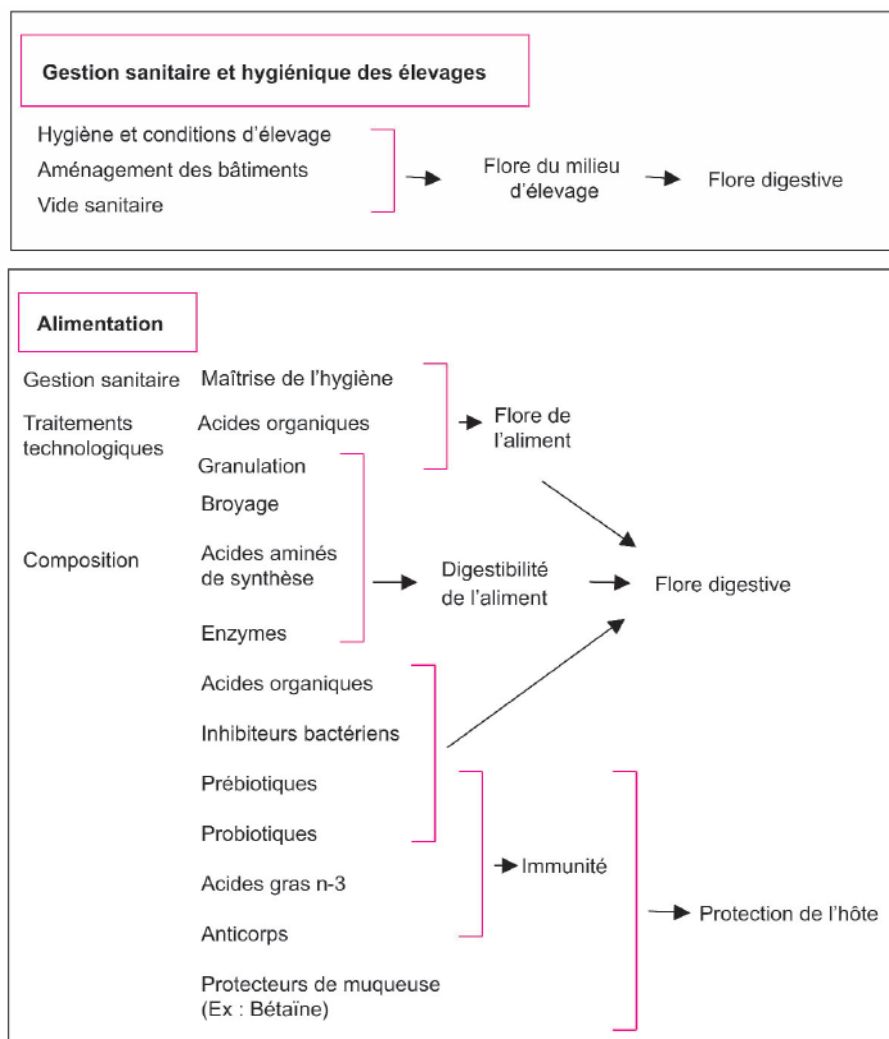 Gestion sanitaire et hygiénique des élevages
Hygiène et conditions d'élevage
Aménagement des bâtiments
Vide sanitaire
Flore du milieu
d'élevage
Flore digestive
Alimentation
Gestion sanitaire
Maîtrise de l'hygiène
Traitements
technologiques
Acides organiques
Granulation
Flore de
l'aliment
Broyage
Composition
Acides aminés
de synthèse
Enzymes
Digestibilité
de l'aliment
Flore digestive
Acides organiques
Inhibiteurs bactériens
Prébiotiques
Probiotiques
Acides gras n-3
Anticorps
Immunité
Protecteurs de muqueuse
(Ex : Bétaïne)
Protection de l'hôte